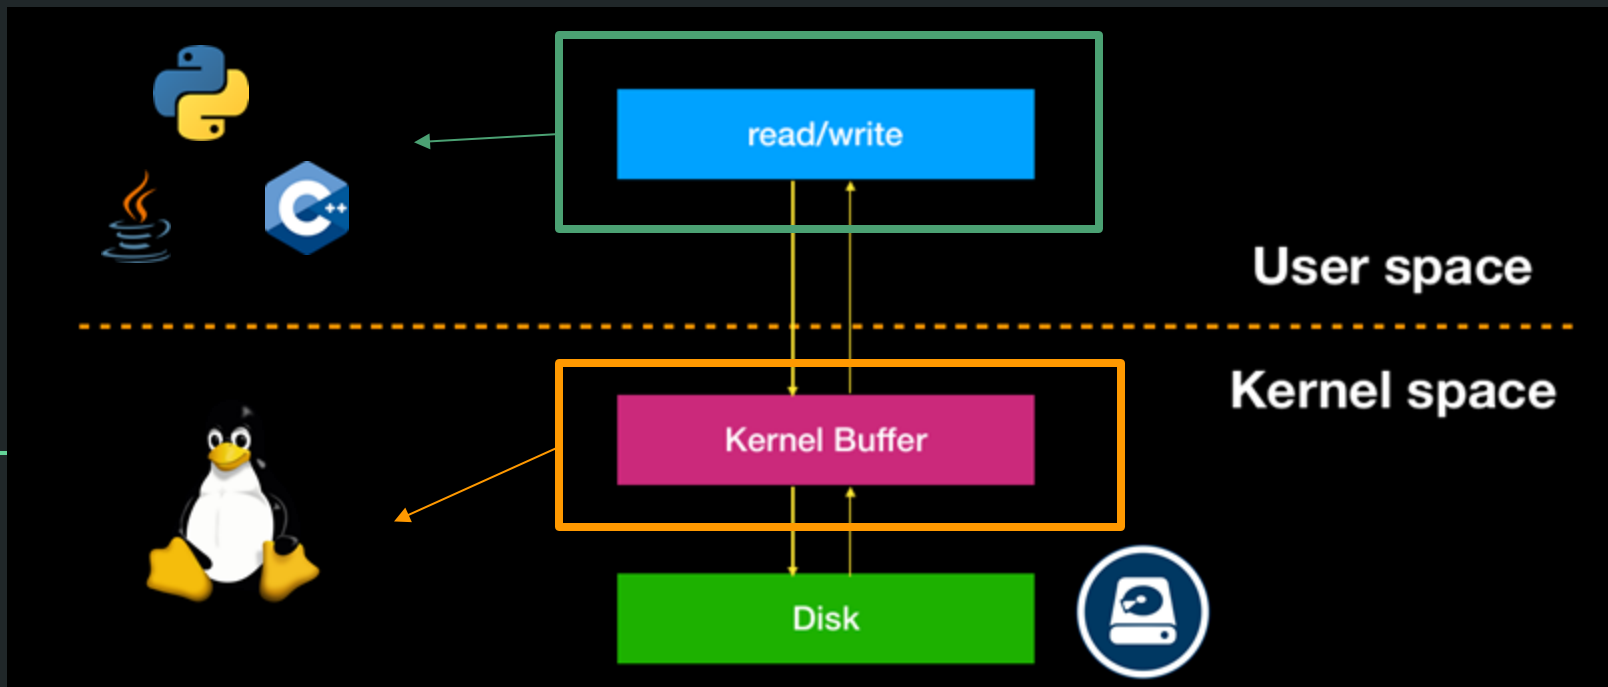 read/write
C++
User space
Kernel space
Kernel Buffer
Disk